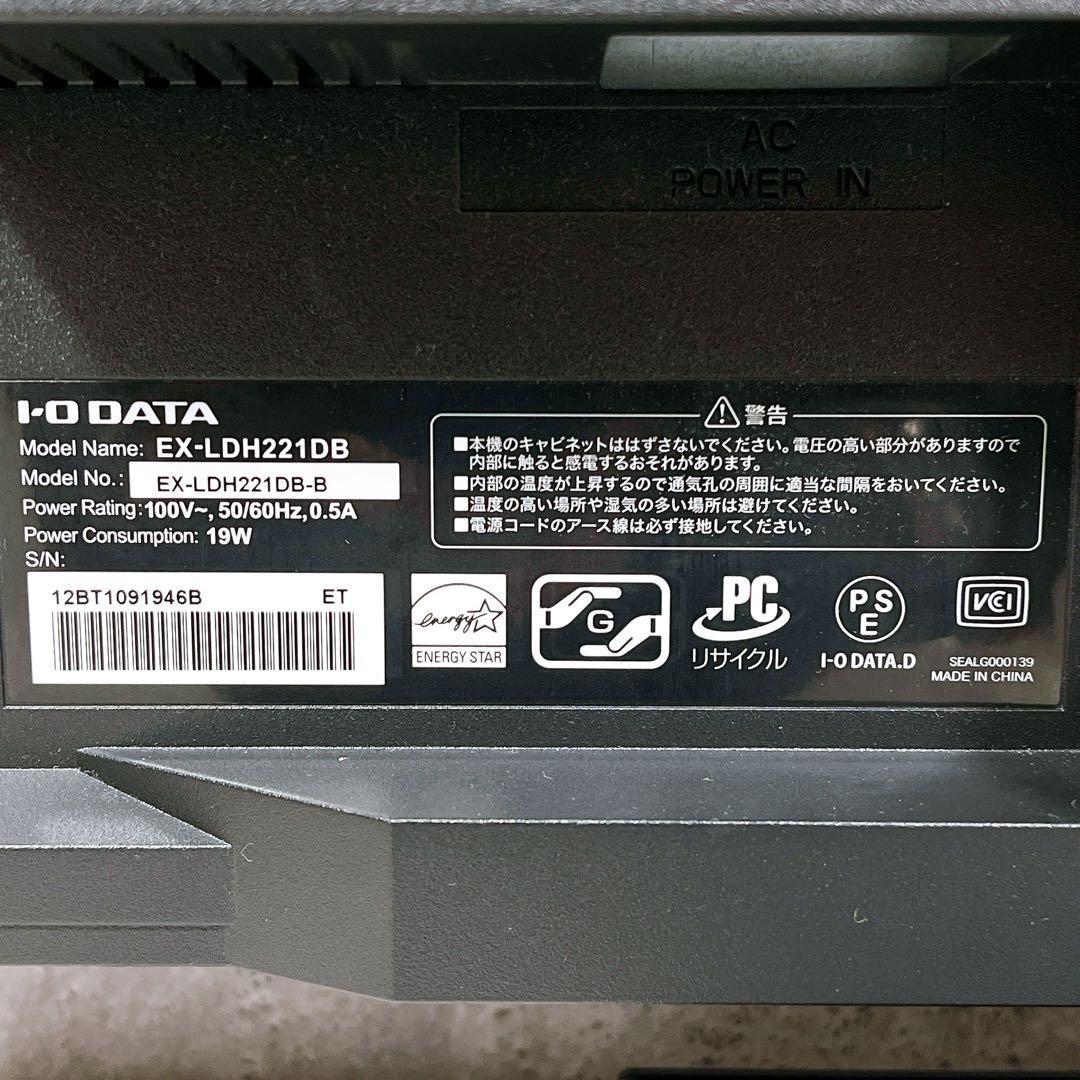 AC
POWER IN
I-O DATA
Model Name: EX-LDH221DB
Model No.: EX-LDH221DB-B
Power Rating: 100V~, 50/60Hz, 0.5A
Power Consumption: 19W
S/N:
12BT1091946B ET
⚠警告
■本機のキャビネットははずさないでください。電圧の高い部分がありますので
内部に触ると感電するおそれがあります。
■内部の温度が上昇するので通気孔の周囲に適当な間隔をおいてください。
■温度の高い場所や湿気の多い場所は避けてください。
■電源コードのアース線は必ず接地してください。
energy
ENERGY STAR
G
PC
リサイクル
PS
E
I-O DATA.D
VCI
SEALG000139
MADE IN CHINA